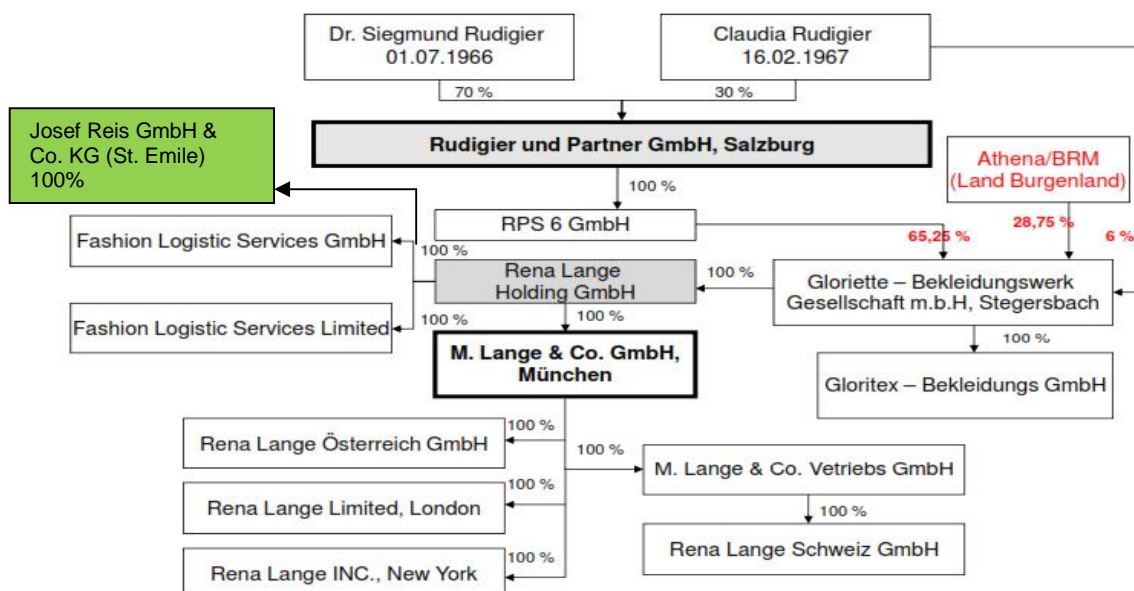 Dr. Siegmund Rudigier
01.07.1966
Claudia Rudigier
16.02.1967
70 %
30 %
Josef Reis GmbH &
Co. KG (St. Emile)
100%
Rudigier und Partner GmbH, Salzburg
Athena/BRM
(Land Burgenland)
100 %
RPS 6 GmbH
65,25 %
28,75 %
6 %
Fashion Logistic Services GmbH
100 %
Rena Lange
Holding GmbH
100 %
Gloriette – Bekleidungswerk
Gesellschaft m.b.H, Stegersbach
Fashion Logistic Services Limited
100 %
100 %
100 %
M. Lange & Co. GmbH,
München
Gloritex – Bekleidungs GmbH
Rena Lange Österreich GmbH
100 %
100 %
M. Lange & Co. Vetriebs GmbH
Rena Lange Limited, London
100 %
100 %
Rena Lange Schweiz GmbH
Rena Lange INC., New York
100 %